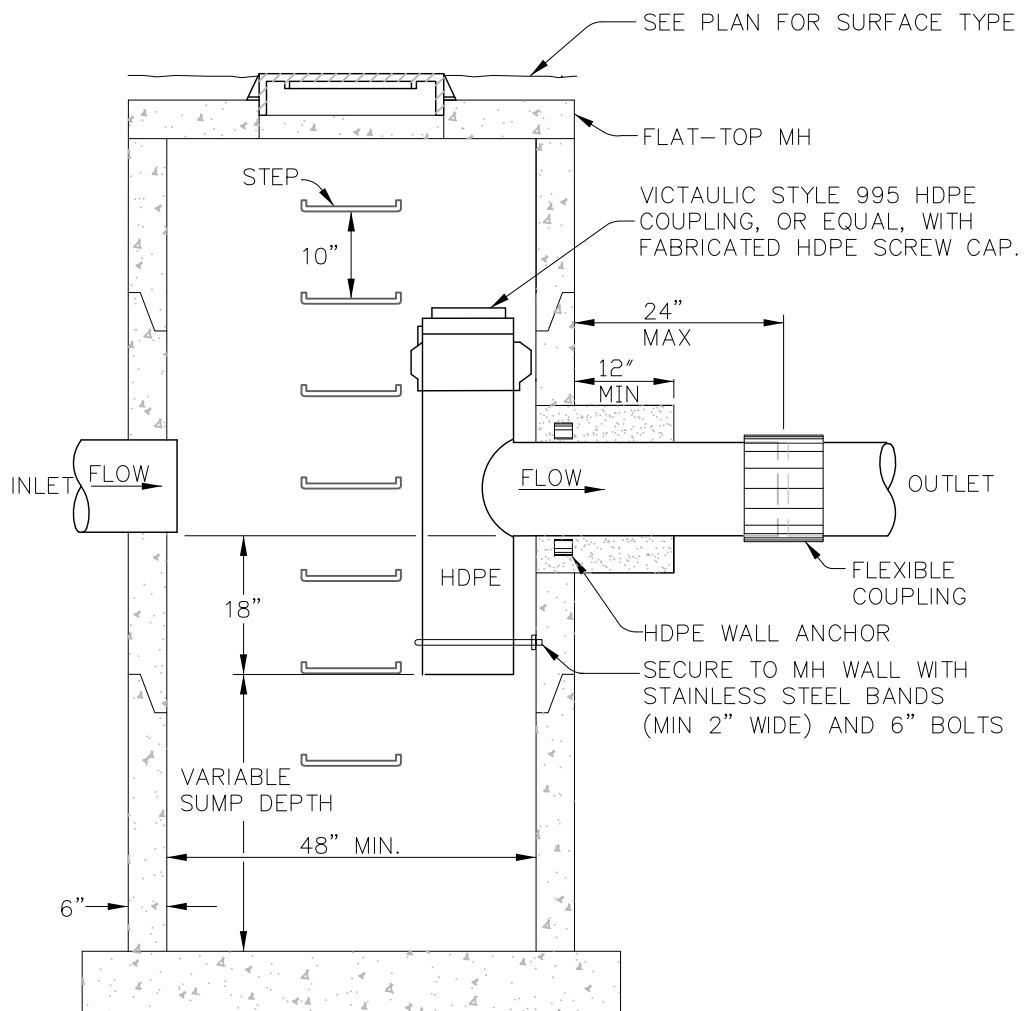 SEE PLAN FOR SURFACE TYPE
FLAT-TOP MH
STEP
VICTAULIC STYLE 995 HDPE
COUPLING, OR EQUAL, WITH
FABRICATED HDPE SCREW CAP.
10”
24”
MAX
12″
MIN
INLET
FLOW
FLOW
OUTLET
HDPE
FLEXIBLE
COUPLING
18”
HDPE WALL ANCHOR
SECURE TO MH WALL WITH
STAINLESS STEEL BANDS
(MIN 2” WIDE) AND 6” BOLTS
VARIABLE
SUMP DEPTH
48” MIN.
6”